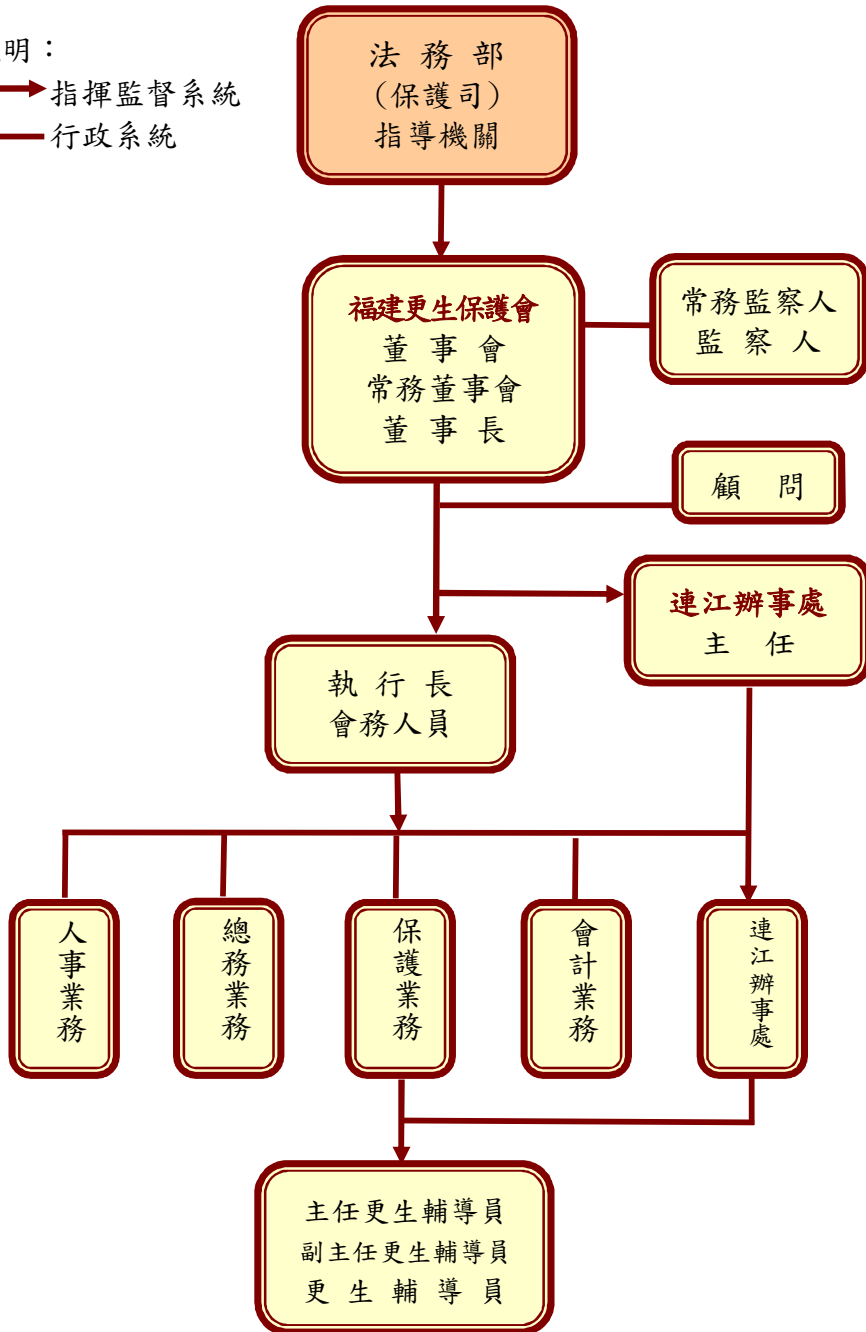 明：
指揮監督系統
行政系統
法務部
（保護司）
指導機關
福建更生保護會
董事會
常務董事會
董事長
常務監察人
監察人
顧問
連江辦事處
主任
執行長
會務人員
人事業務
總務業務
保護業務
會計業務
連江辦事處
主任更生輔導員
副主任更生輔導員
更生輔導員